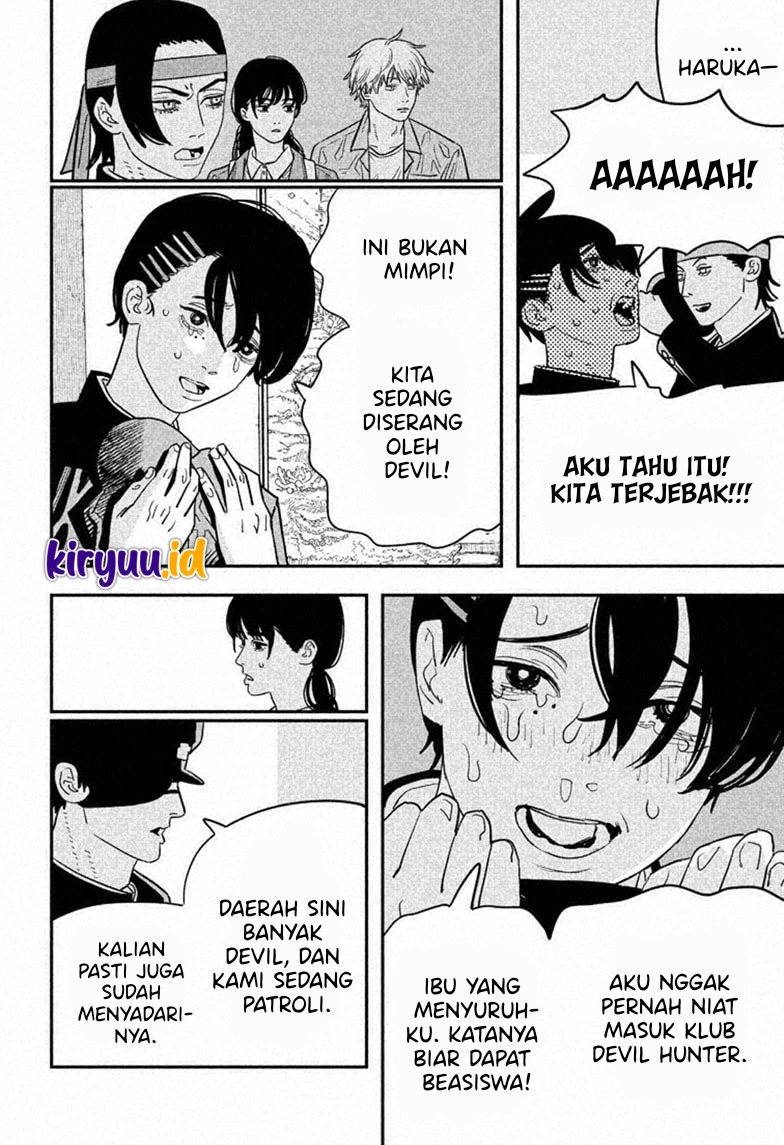 ...
HARUKA—
AAAAAAH!
AKU TAHU ITU!
KITA TERJEBAK!!!
INI BUKAN
MIMPI!
KITA
SEDANG
DISERANG
OLEH
DEVIL!
kiryuu.id
AKU NGGAK
PERNAH NIAT
MASUK KLUB
DEVIL HUNTER.
IBU YANG
MENYURUH-
KU. KATANYA
BIAR DAPAT
BEASISWA!
DAERAH SINI
BANYAK
DEVIL, DAN
KAMI SEDANG
PATROLI.
KALIAN
PASTI JUGA
SUDAH
MENYADARI-
NYA.